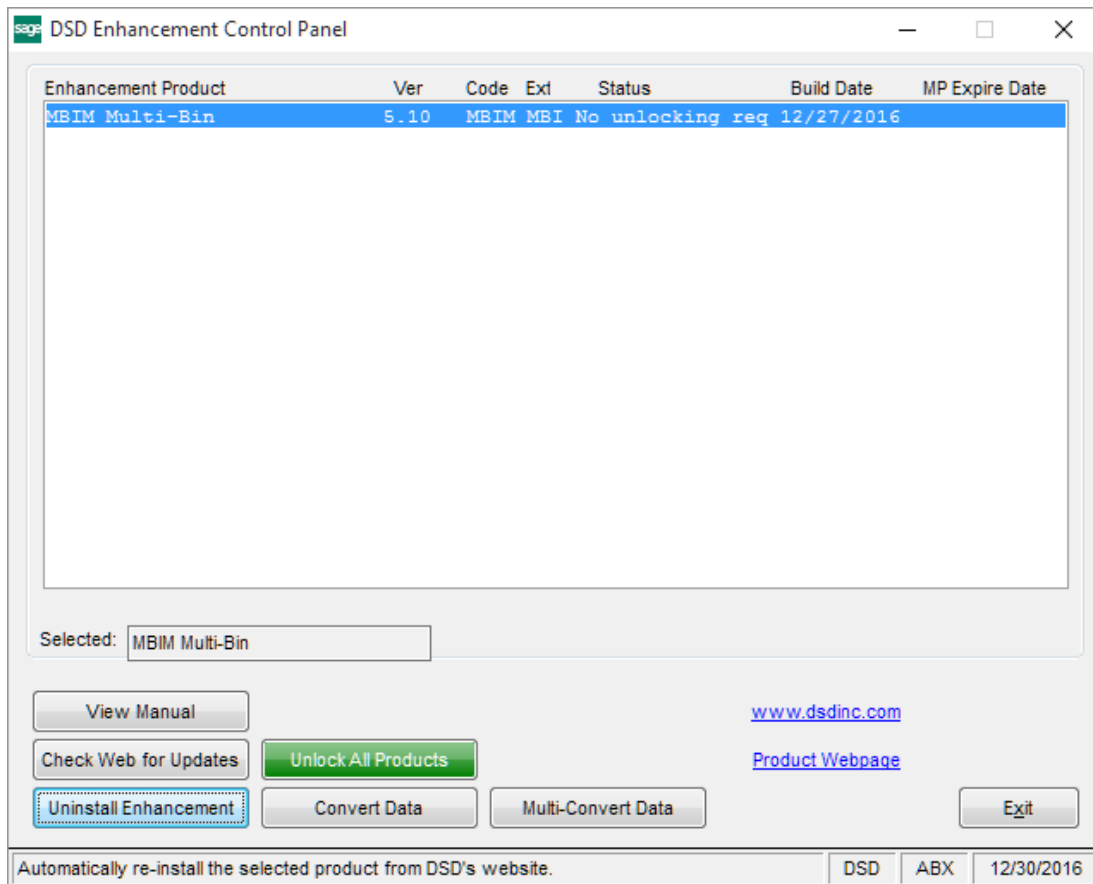 sage DSD Enhancement Control Panel
Enhancement Product Ver Code Ext Status Build Date MP Expire Date
MBIM Multi-Bin 5.10 MBIM MBI No unlocking req 12/27/2016
Selected: MBIM Multi-Bin
View Manual www.dsdinc.com
Check Web for Updates Unlock All Products Product Webpage
Uninstall Enhancement Convert Data Multi-Convert Data Exit
Automatically re-install the selected product from DSD's website. DSD ABX 12/30/2016